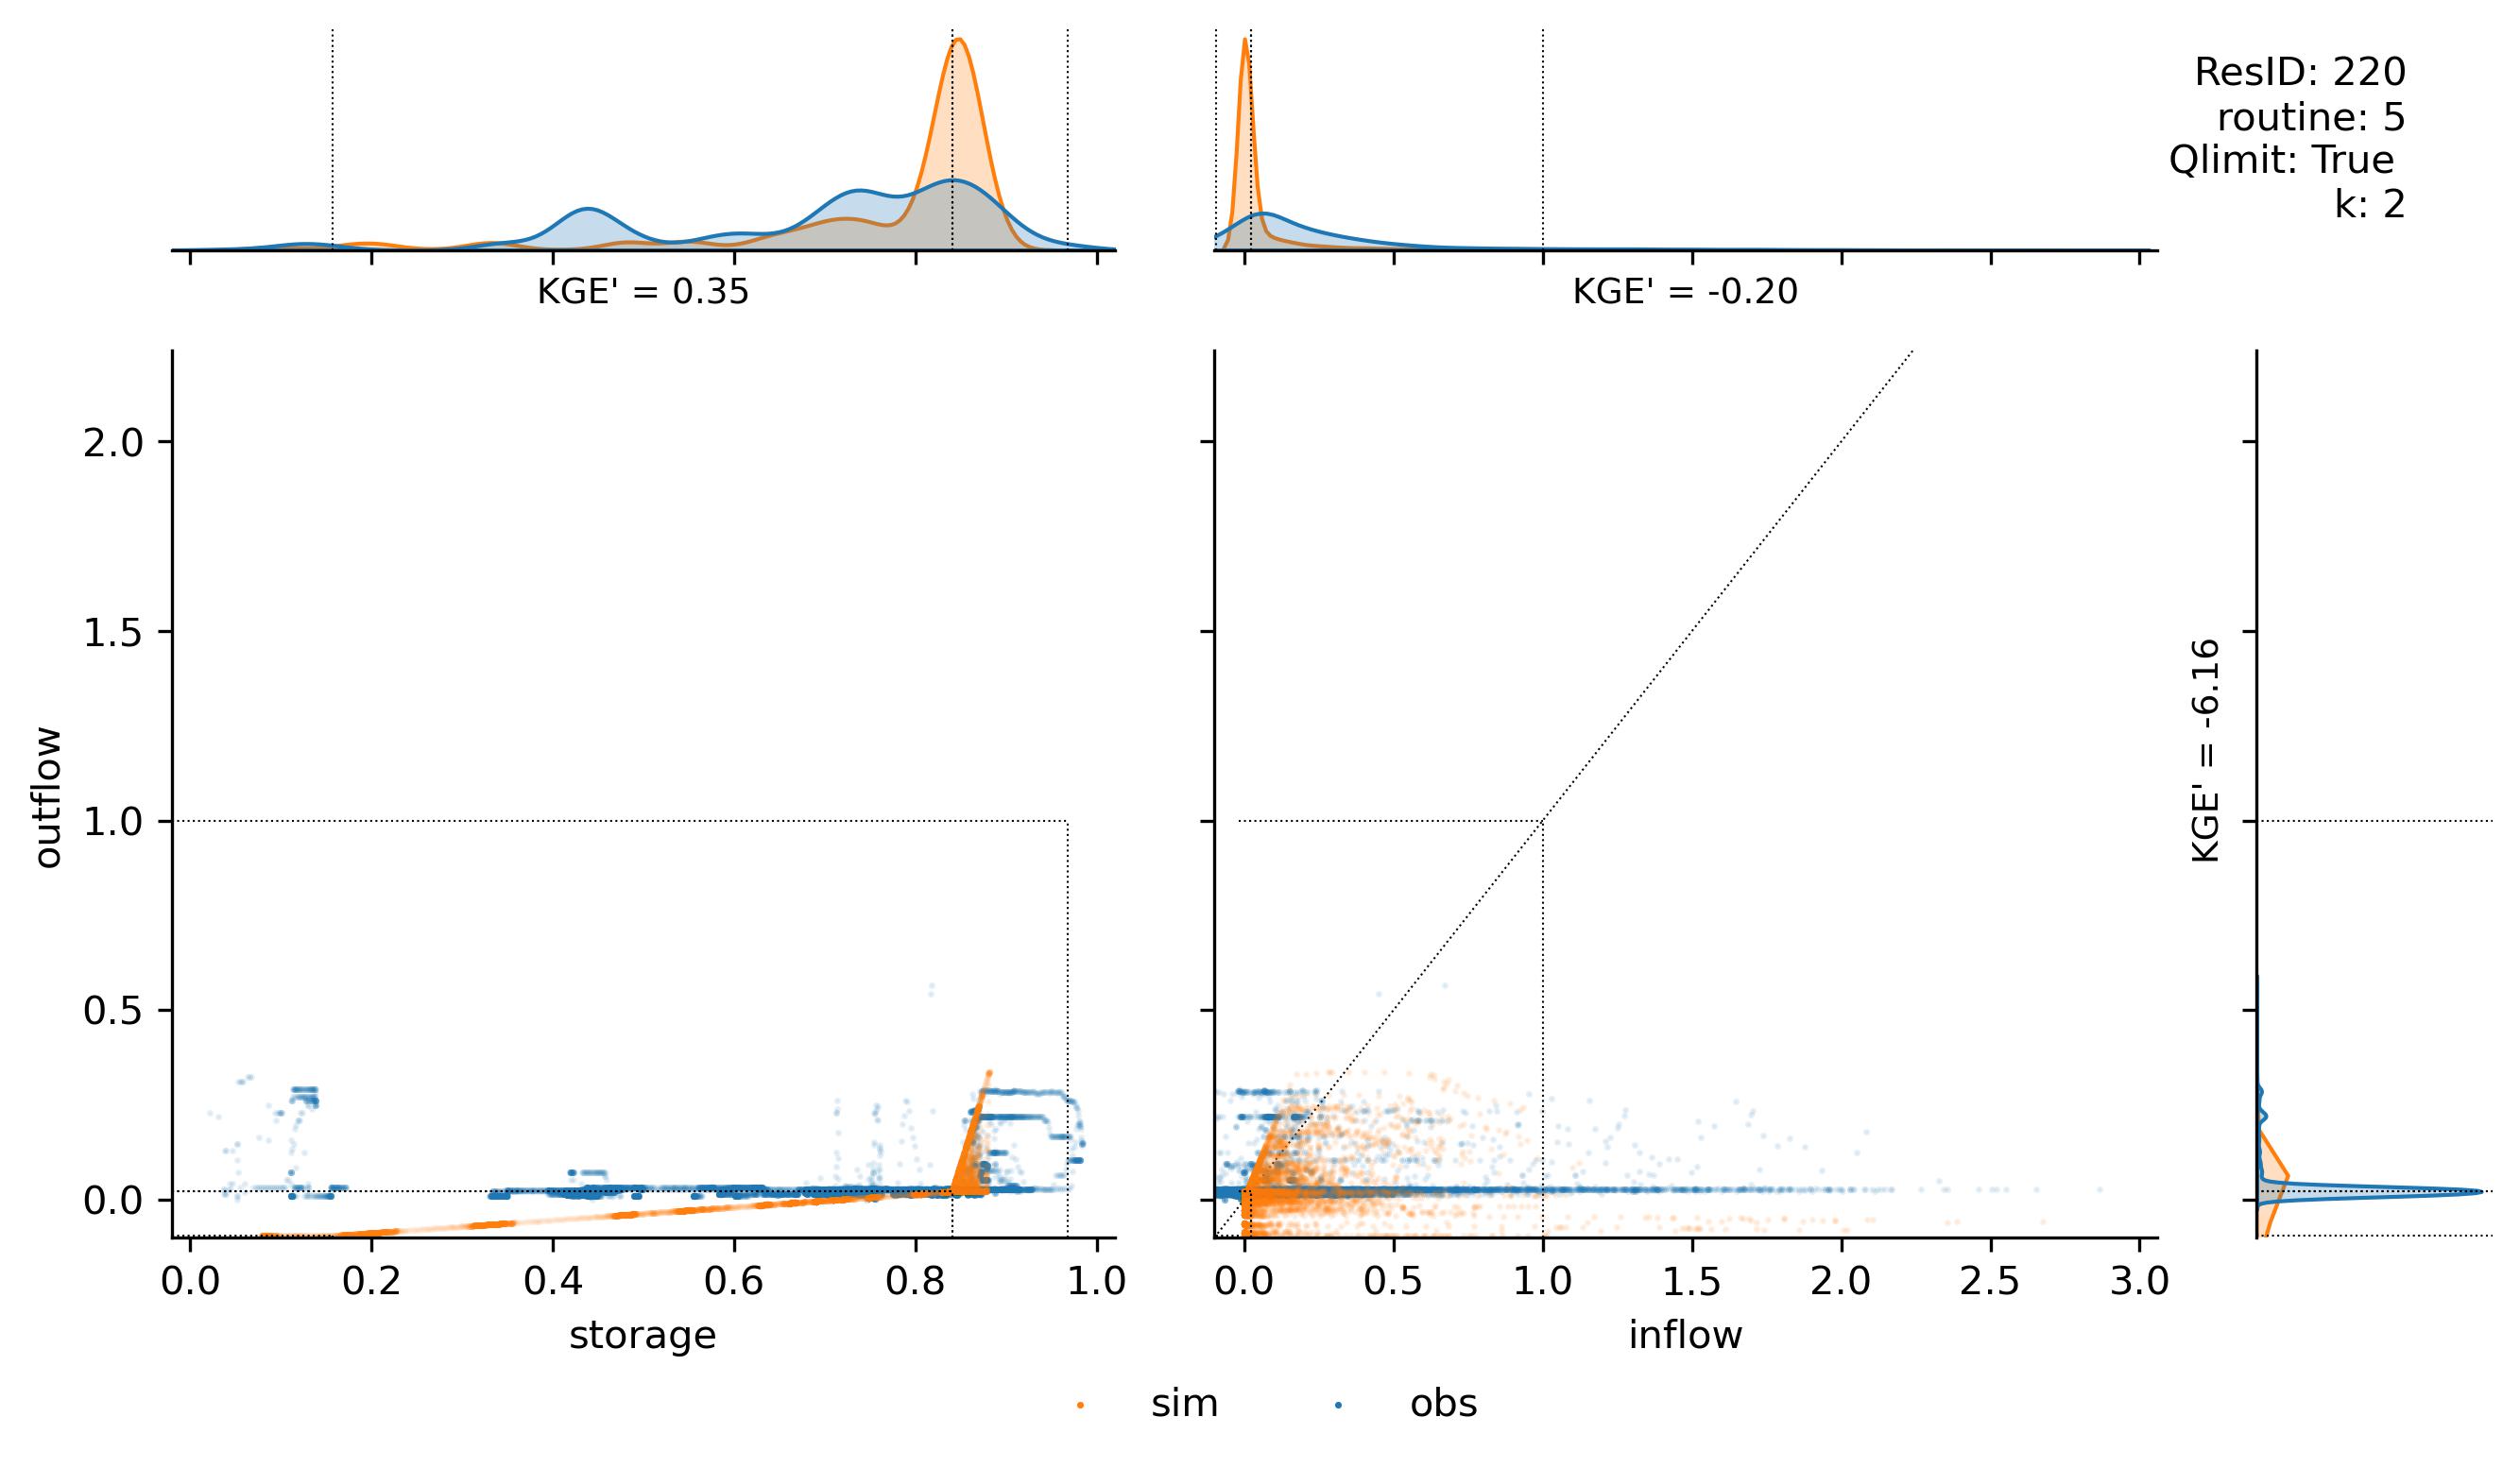 ResID: 220
routine: 5
Qlimit: True
k: 2
KGE' = 0.35
KGE' = -0.20
2.0
1.5
1.0
0.5
0.0
outflow
KGE' = -6.16
0.0 0.2 0.4 0.6 0.8 1.0
0.0 0.5 1.0 1.5 2.0 2.5 3.0
storage
inflow
sim
obs